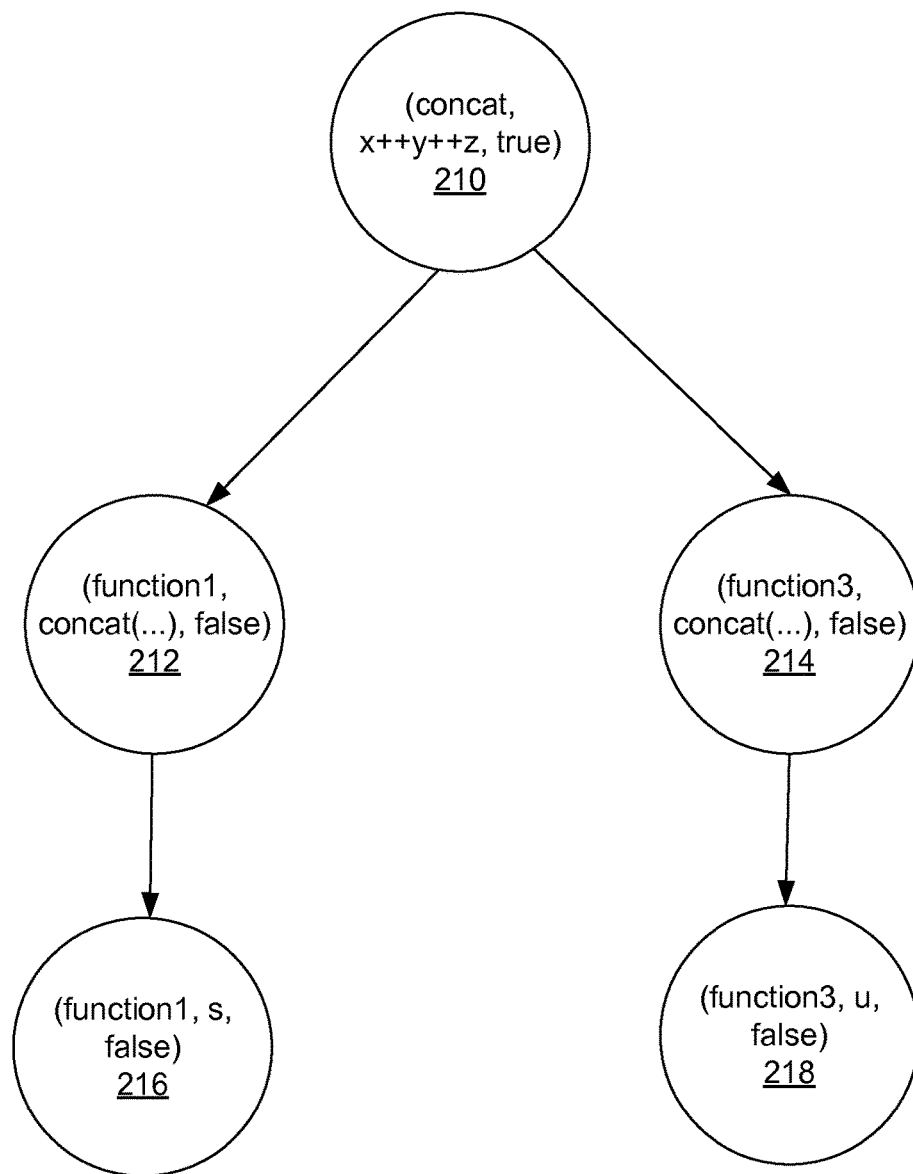 (concat,
x++y++z, true)
210
(function1,
concat(...), false)
212
(function3,
concat(...), false)
214
(function1, s,
false)
216
(function3, u,
false)
218